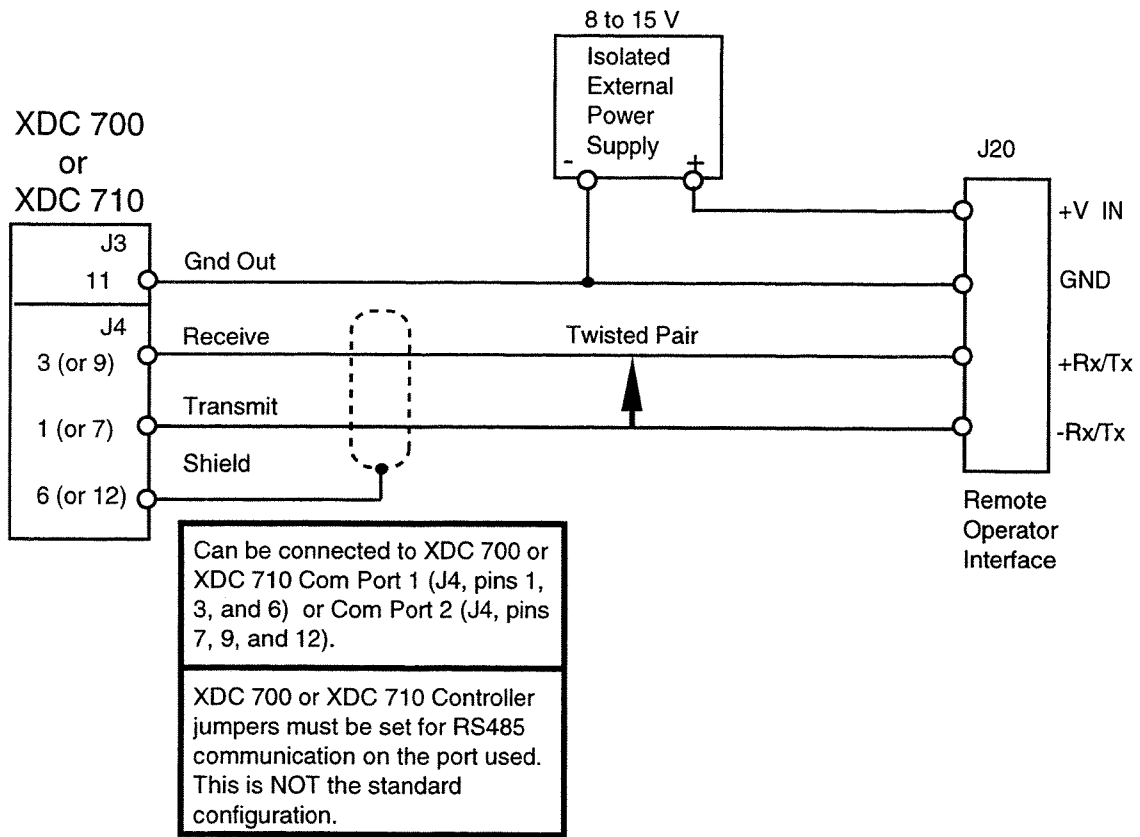 8 to 15 V
Isolated
External
Power
Supply
- +
XDC 700
or
XDC 710
J20
J3
11
Gnd Out
+V IN
GND
J4
3 (or 9)
Receive
Twisted Pair
+Rx/Tx
1 (or 7)
Transmit
-Rx/Tx
6 (or 12)
Shield
Remote
Operator
Interface
Can be connected to XDC 700 or
XDC 710 Com Port 1 (J4, pins 1,
3, and 6) or Com Port 2 (J4, pins
7, 9, and 12).
XDC 700 or XDC 710 Controller
jumpers must be set for RS485
communication on the port used.
This is NOT the standard
configuration.